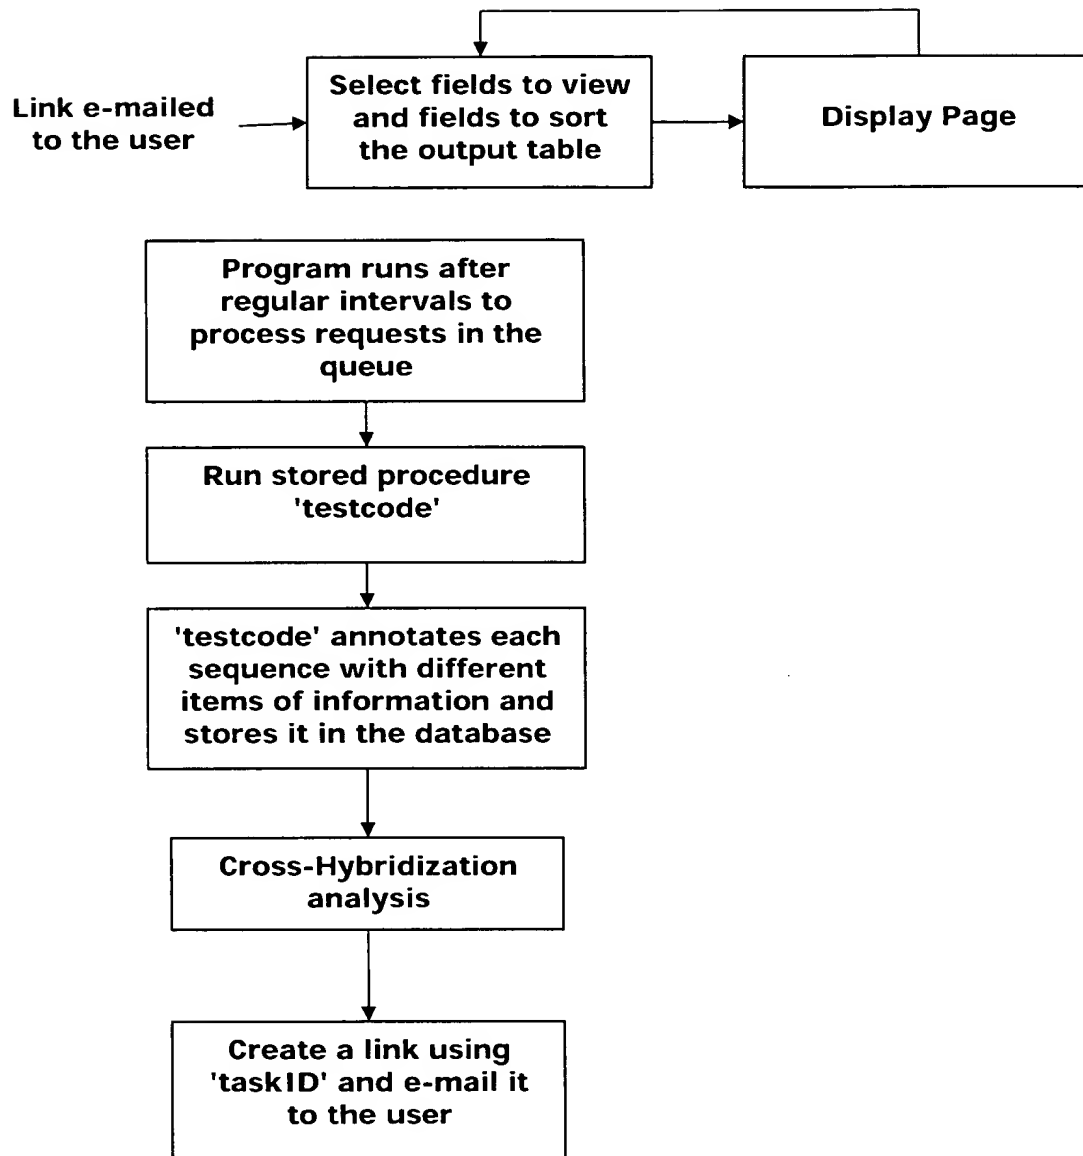 Link e-mailed
to the user
Select fields to view
and fields to sort
the output table
Display Page
Program runs after
regular intervals to
process requests in the
queue
Run stored procedure
'testcode'
'testcode' annotates each
sequence with different
items of information and
stores it in the database
Cross-Hybridization
analysis
Create a link using
'taskID' and e-mail it
to the user